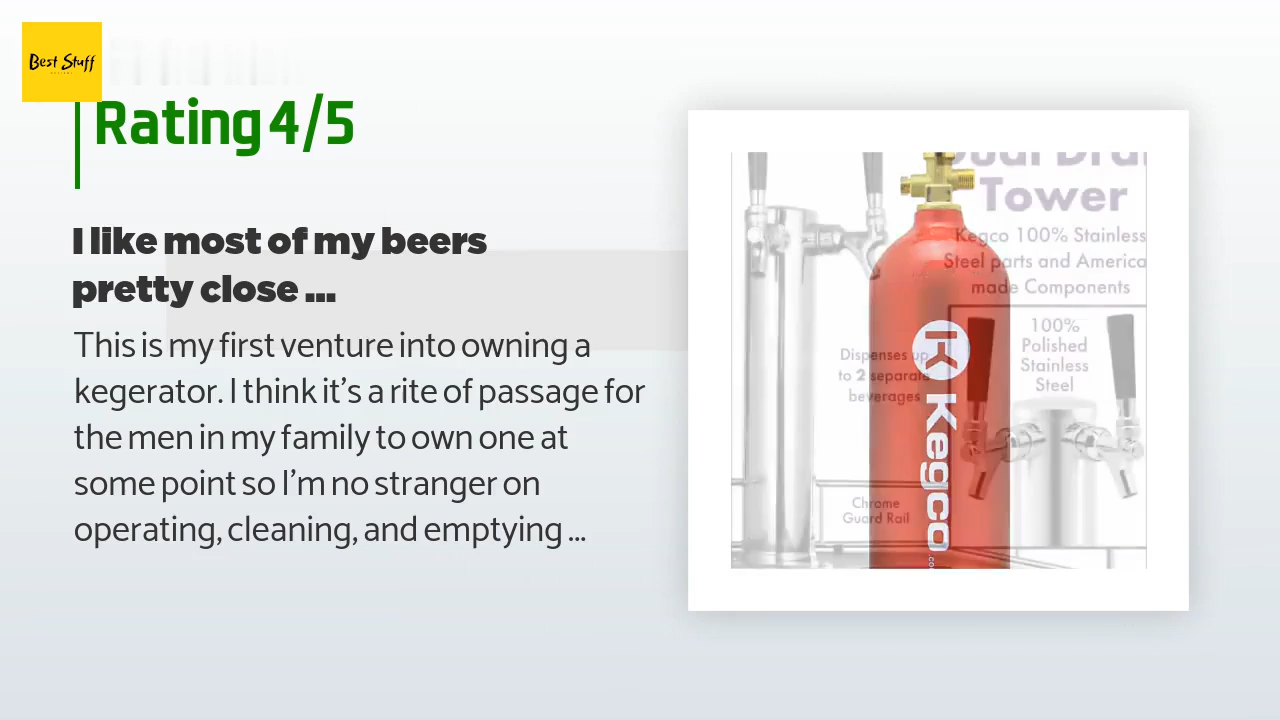 Best Stuff
Rating 4/5
I like most of my beers
pretty close ...
This is my first venture into owning a
kegerator. I think it’s a rite of passage for
the men in my family to own one at
some point so I’m no stranger on
operating, cleaning, and emptying ...
Tower
Kegco 100% Stainless
Steel parts and America
made Components
100%
Polished
Stainless
Steel
Dispenses up
to 2 separate
beverages
Chrome
Guard Rail
K Kegco